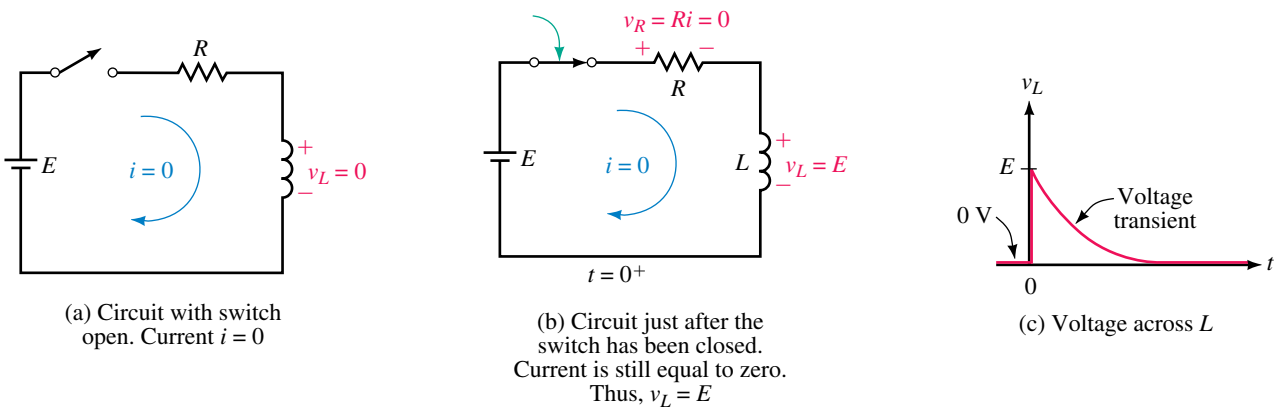 R
E
i = 0
+
v_L = 0
−
(a) Circuit with switch
open. Current i = 0
v_R = Ri = 0
+ −
R
E
i = 0
L
+
v_L = E
−
t = 0⁺
(b) Circuit just after the
switch has been closed.
Current is still equal to zero.
Thus, v_L = E
v_L
E
0 V
Voltage
transient
t
0
(c) Voltage across L